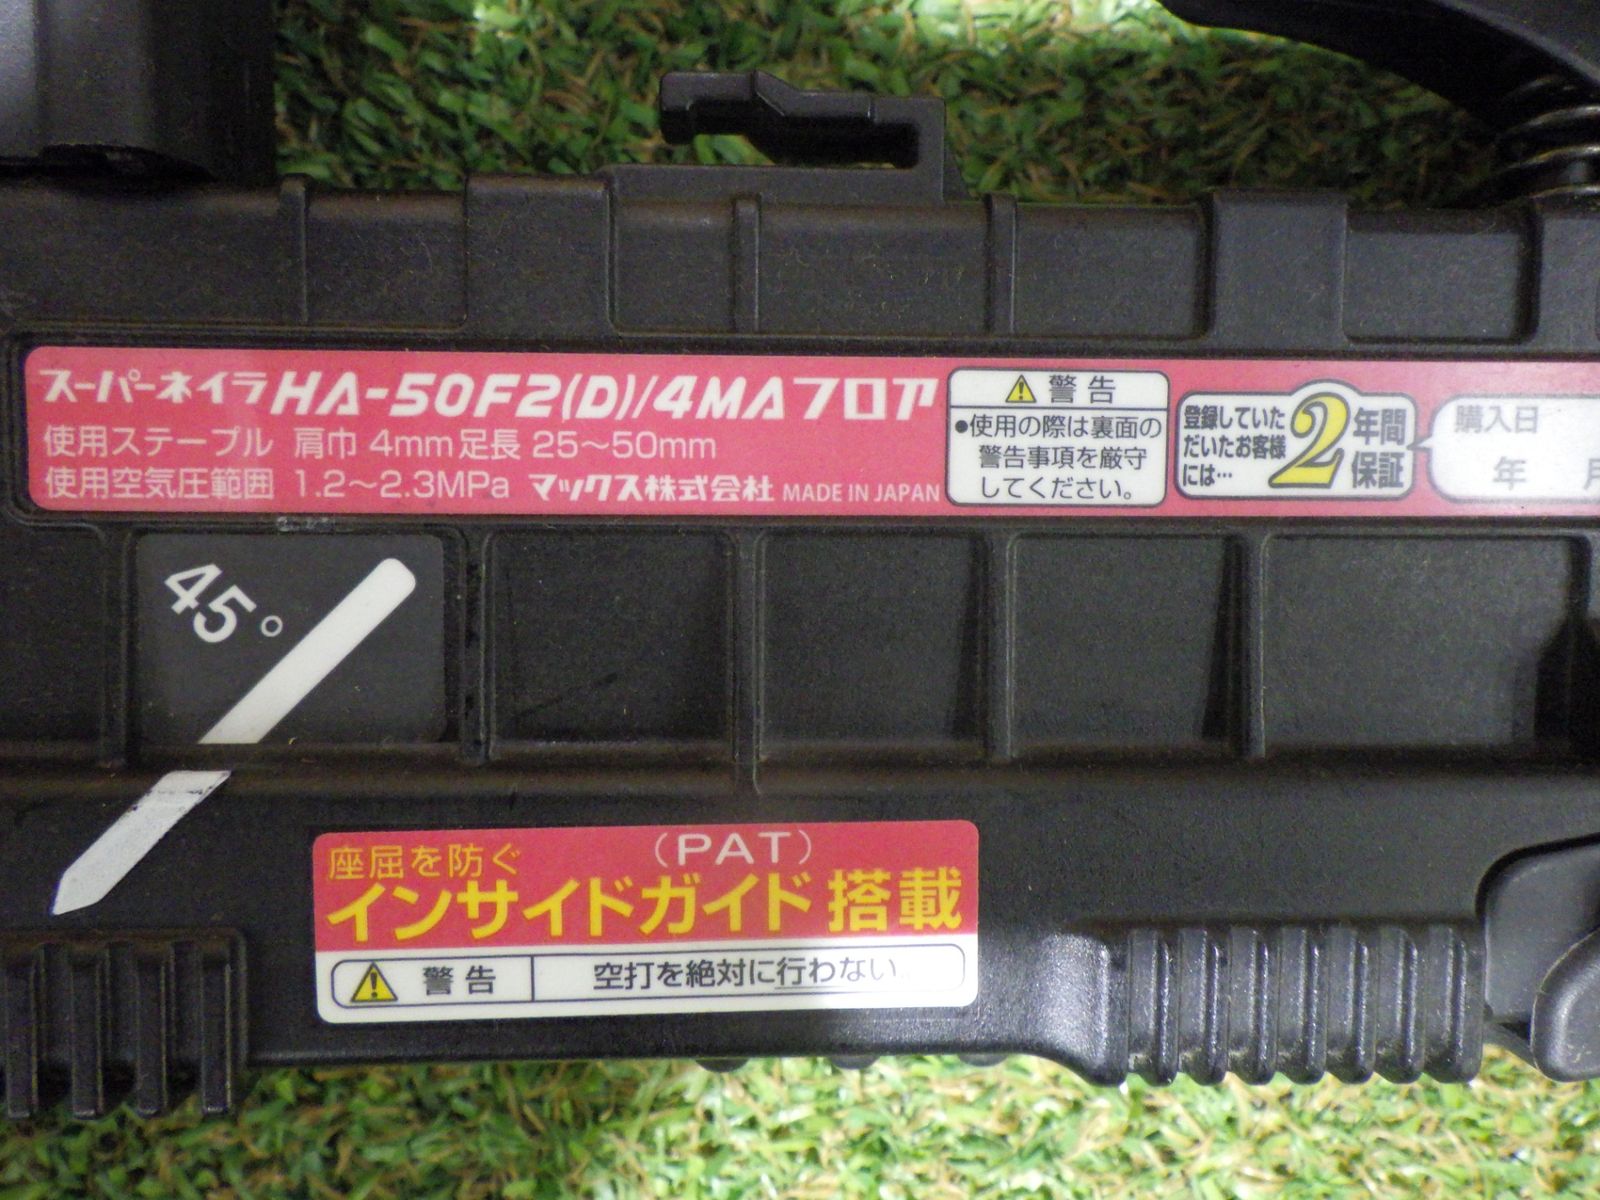 スーパーネイラ HA-50F2(D)/4MAフロア
使用ステープル 肩巾 4mm足長 25～50mm
使用空気圧範囲 1.2～2.3MPa マックス株式会社 MADE IN JAPAN
警告
●使用の際は裏面の
警告事項を厳守
してください。
登録していた
だいたお客様
には…
2年間
保証
購入日
年 月
45°
(PAT)
座屈を防ぐ
インサイドガイド搭載
警告 空打を絶対に行わない。